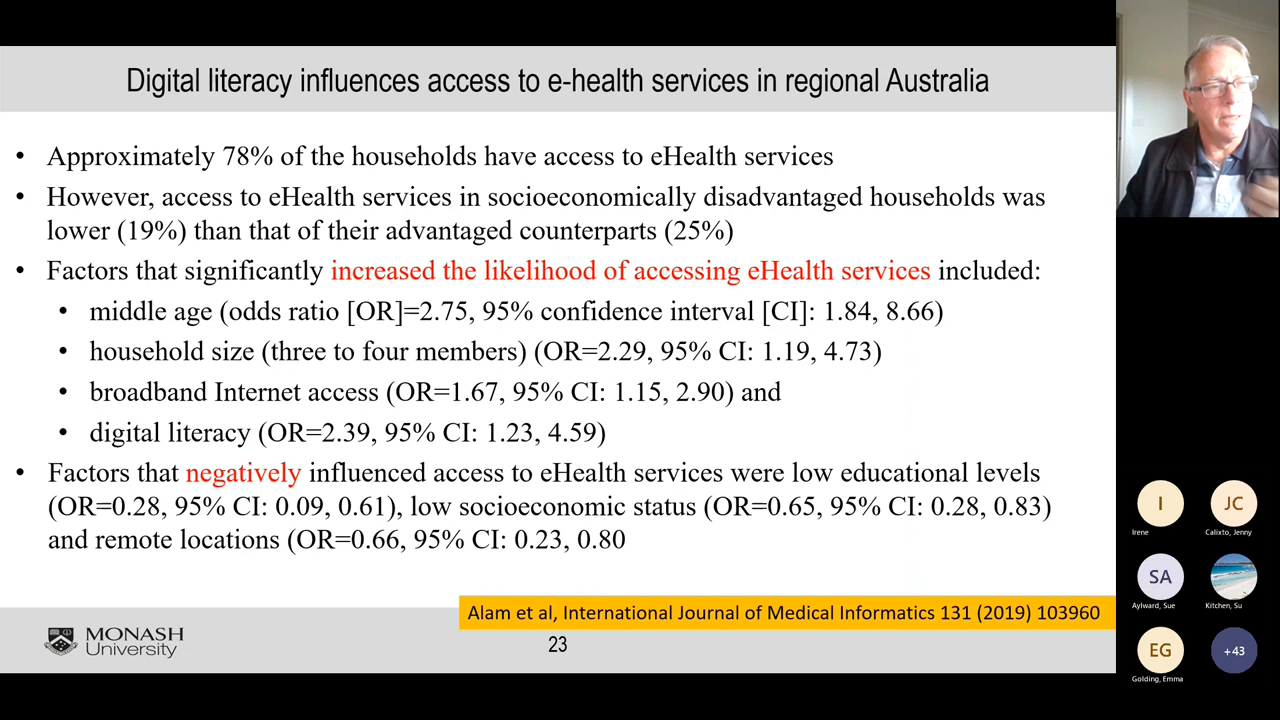 Digital literacy influences access to e-health services in regional Australia
• Approximately 78% of the households have access to eHealth services
• However, access to eHealth services in socioeconomically disadvantaged households was
lower (19%) than that of their advantaged counterparts (25%)
• Factors that significantly increased the likelihood of accessing eHealth services included:
• middle age (odds ratio [OR]=2.75, 95% confidence interval [CI]: 1.84, 8.66)
• household size (three to four members) (OR=2.29, 95% CI: 1.19, 4.73)
• broadband Internet access (OR=1.67, 95% CI: 1.15, 2.90) and
• digital literacy (OR=2.39, 95% CI: 1.23, 4.59)
• Factors that negatively influenced access to eHealth services were low educational levels
(OR=0.28, 95% CI: 0.09, 0.61), low socioeconomic status (OR=0.65, 95% CI: 0.28, 0.83)
and remote locations (OR=0.66, 95% CI: 0.23, 0.80
Alam et al, International Journal of Medical Informatics 131 (2019) 103960
MONASH
University
23
I
Irene
JC
Calixto, Jenny
SA
Aylward, Sue
Kitchen, Su
EG
Golding, Emma
+43